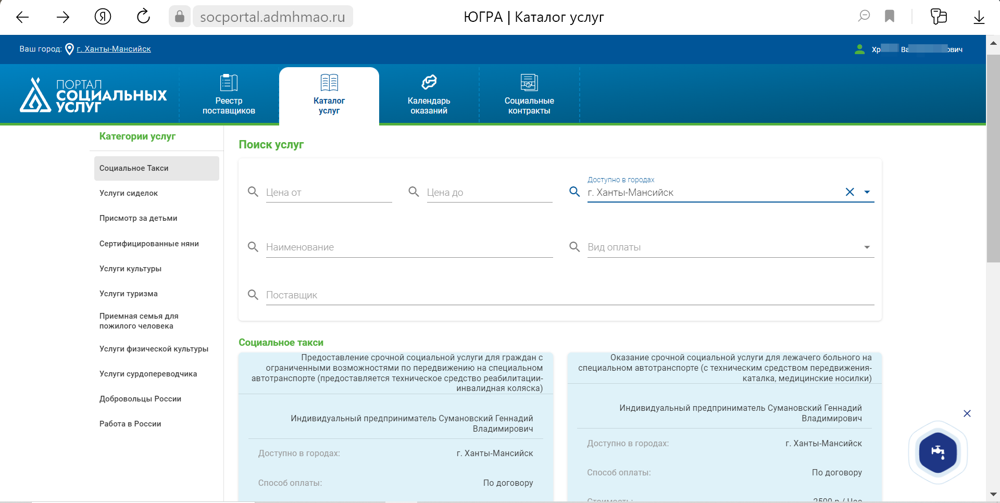 Я
socportal.admhmao.ru
ЮГРА | Каталог услуг
Ваш город: г. Ханты-Мансийск
Хр Ва ович
ПОРТАЛ
СОЦИАЛЬНЫХ
УСЛУГ
Реестр
поставщиков
Каталог
услуг
Календарь
оказаний
Социальные
контракты
Категории услуг
Социальное Такси
Услуги сиделок
Присмотр за детьми
Сертифицированные няни
Услуги культуры
Услуги туризма
Приемная семья для
пожилого человека
Услуги физической культуры
Услуги сурдопереводчика
Добровольцы России
Работа в России
Поиск услуг
Цена от
Цена до
Доступно в городах
г. Ханты-Мансийск
Наименование
Вид оплаты
Поставщик
Социальное такси
Предоставление срочной социальной услуги для граждан с
ограниченными возможностями по передвижению на специальном
автотранспорте (предоставляется техническое средство реабилитации-
инвалидная коляска)
Индивидуальный предприниматель Сумановский Геннадий
Владимирович
Доступно в городах: г. Ханты-Мансийск
Способ оплаты: По договору
Оказание срочной социальной услуги для лежачего больного на
специальном автотранспорте (с техническим средством передвижения-
каталка, медицинские носилки)
Индивидуальный предприниматель Сумановский Геннадий
Владимирович
Доступно в городах: г. Ханты-Мансийск
Способ оплаты: По договору
Стоимость: 2500 р./ Час